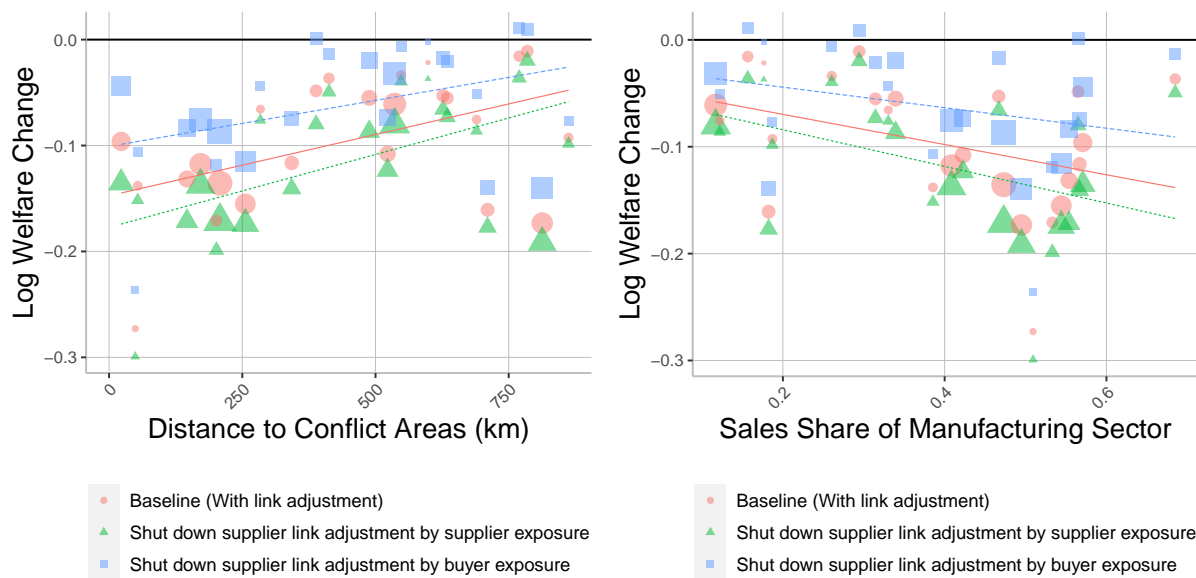 0.0
−0.1
−0.2
−0.3
Log Welfare Change
0
250
500
750
Distance to Conflict Areas (km)
Baseline (With link adjustment)
Shut down supplier link adjustment by supplier exposure
Shut down supplier link adjustment by buyer exposure
0.0
−0.1
−0.2
−0.3
Log Welfare Change
0.2
0.4
0.6
Sales Share of Manufacturing Sector
Baseline (With link adjustment)
Shut down supplier link adjustment by supplier exposure
Shut down supplier link adjustment by buyer exposure